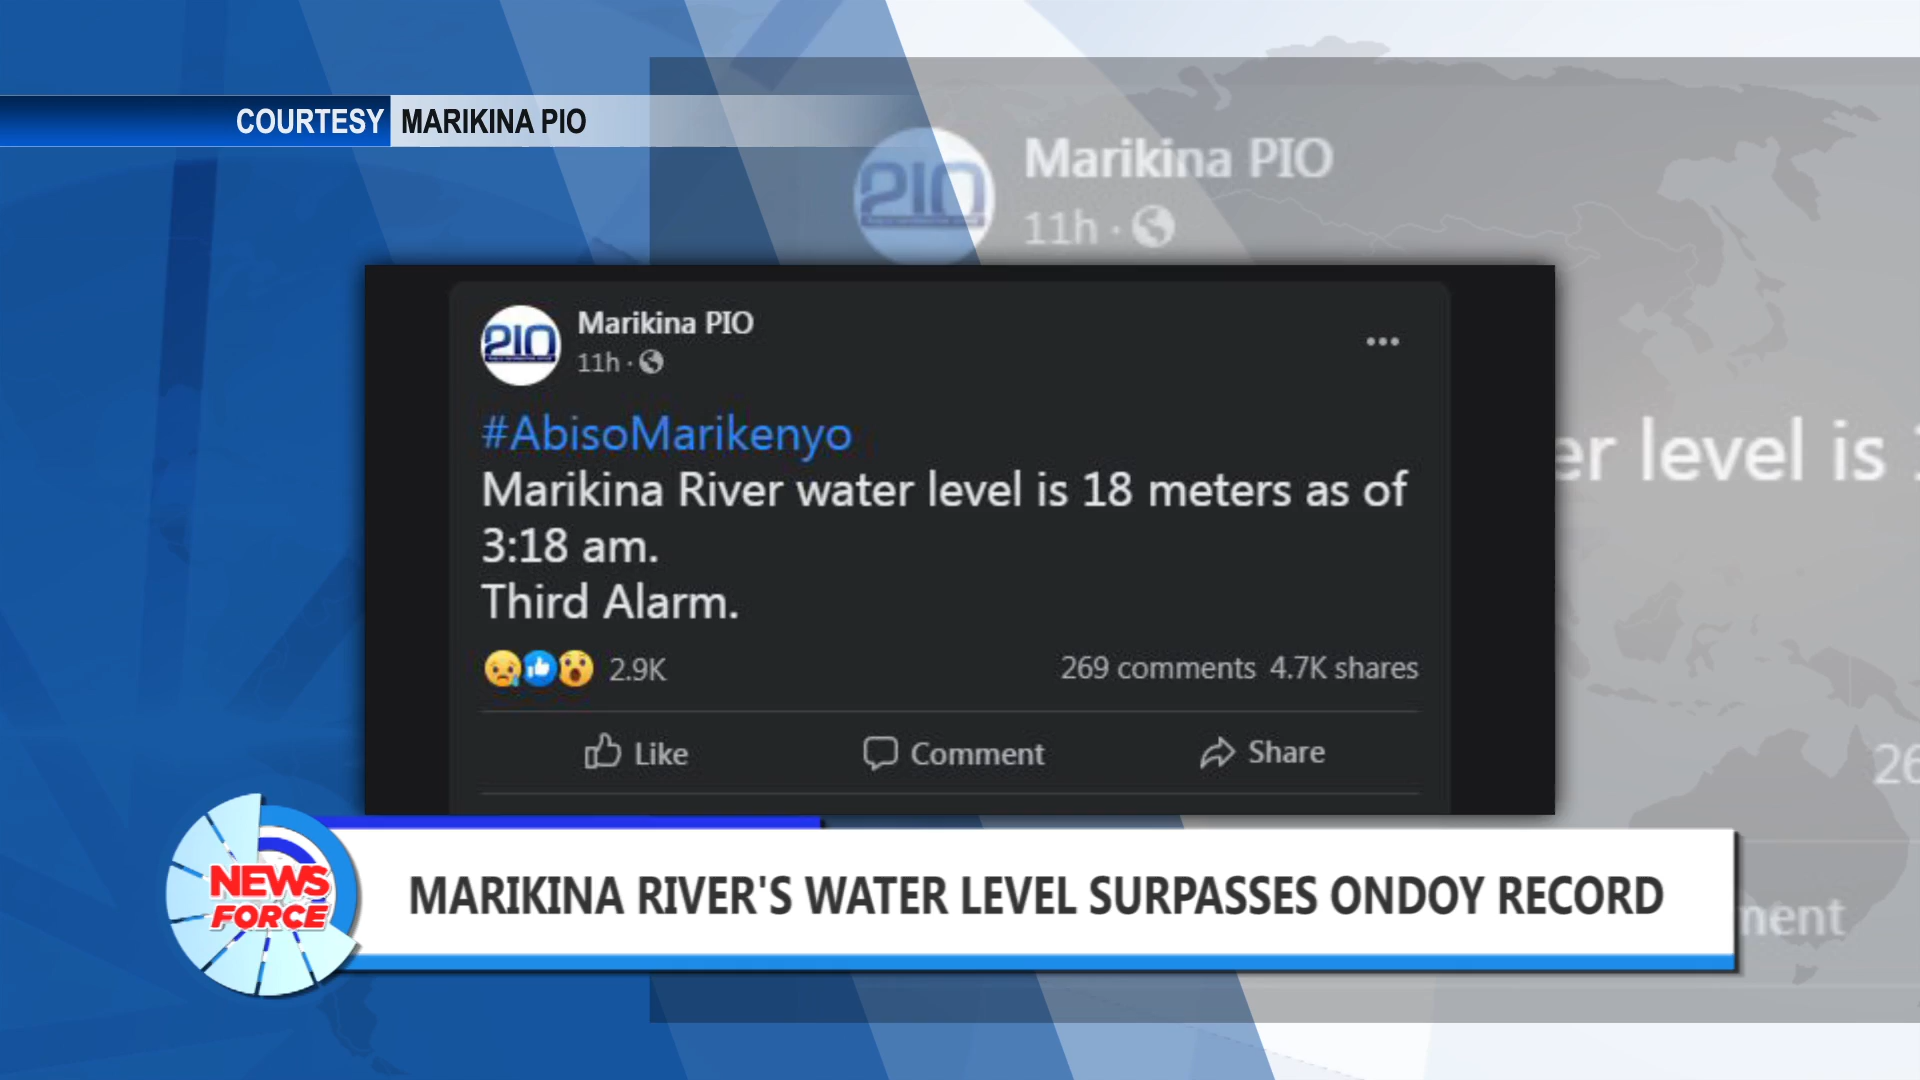 COURTESY MARIKINA PIO
Marikina PIO
11h ·
Marikina PIO
11h ·
#AbisoMarikenyo
Marikina River water level is 18 meters as of
3:18 am.
Third Alarm.
er level is
2.9K 269 comments 4.7K shares
26
Like Comment Share
NEWS
FORCE
MARIKINA RIVER'S WATER LEVEL SURPASSES ONDOY RECORD
ment